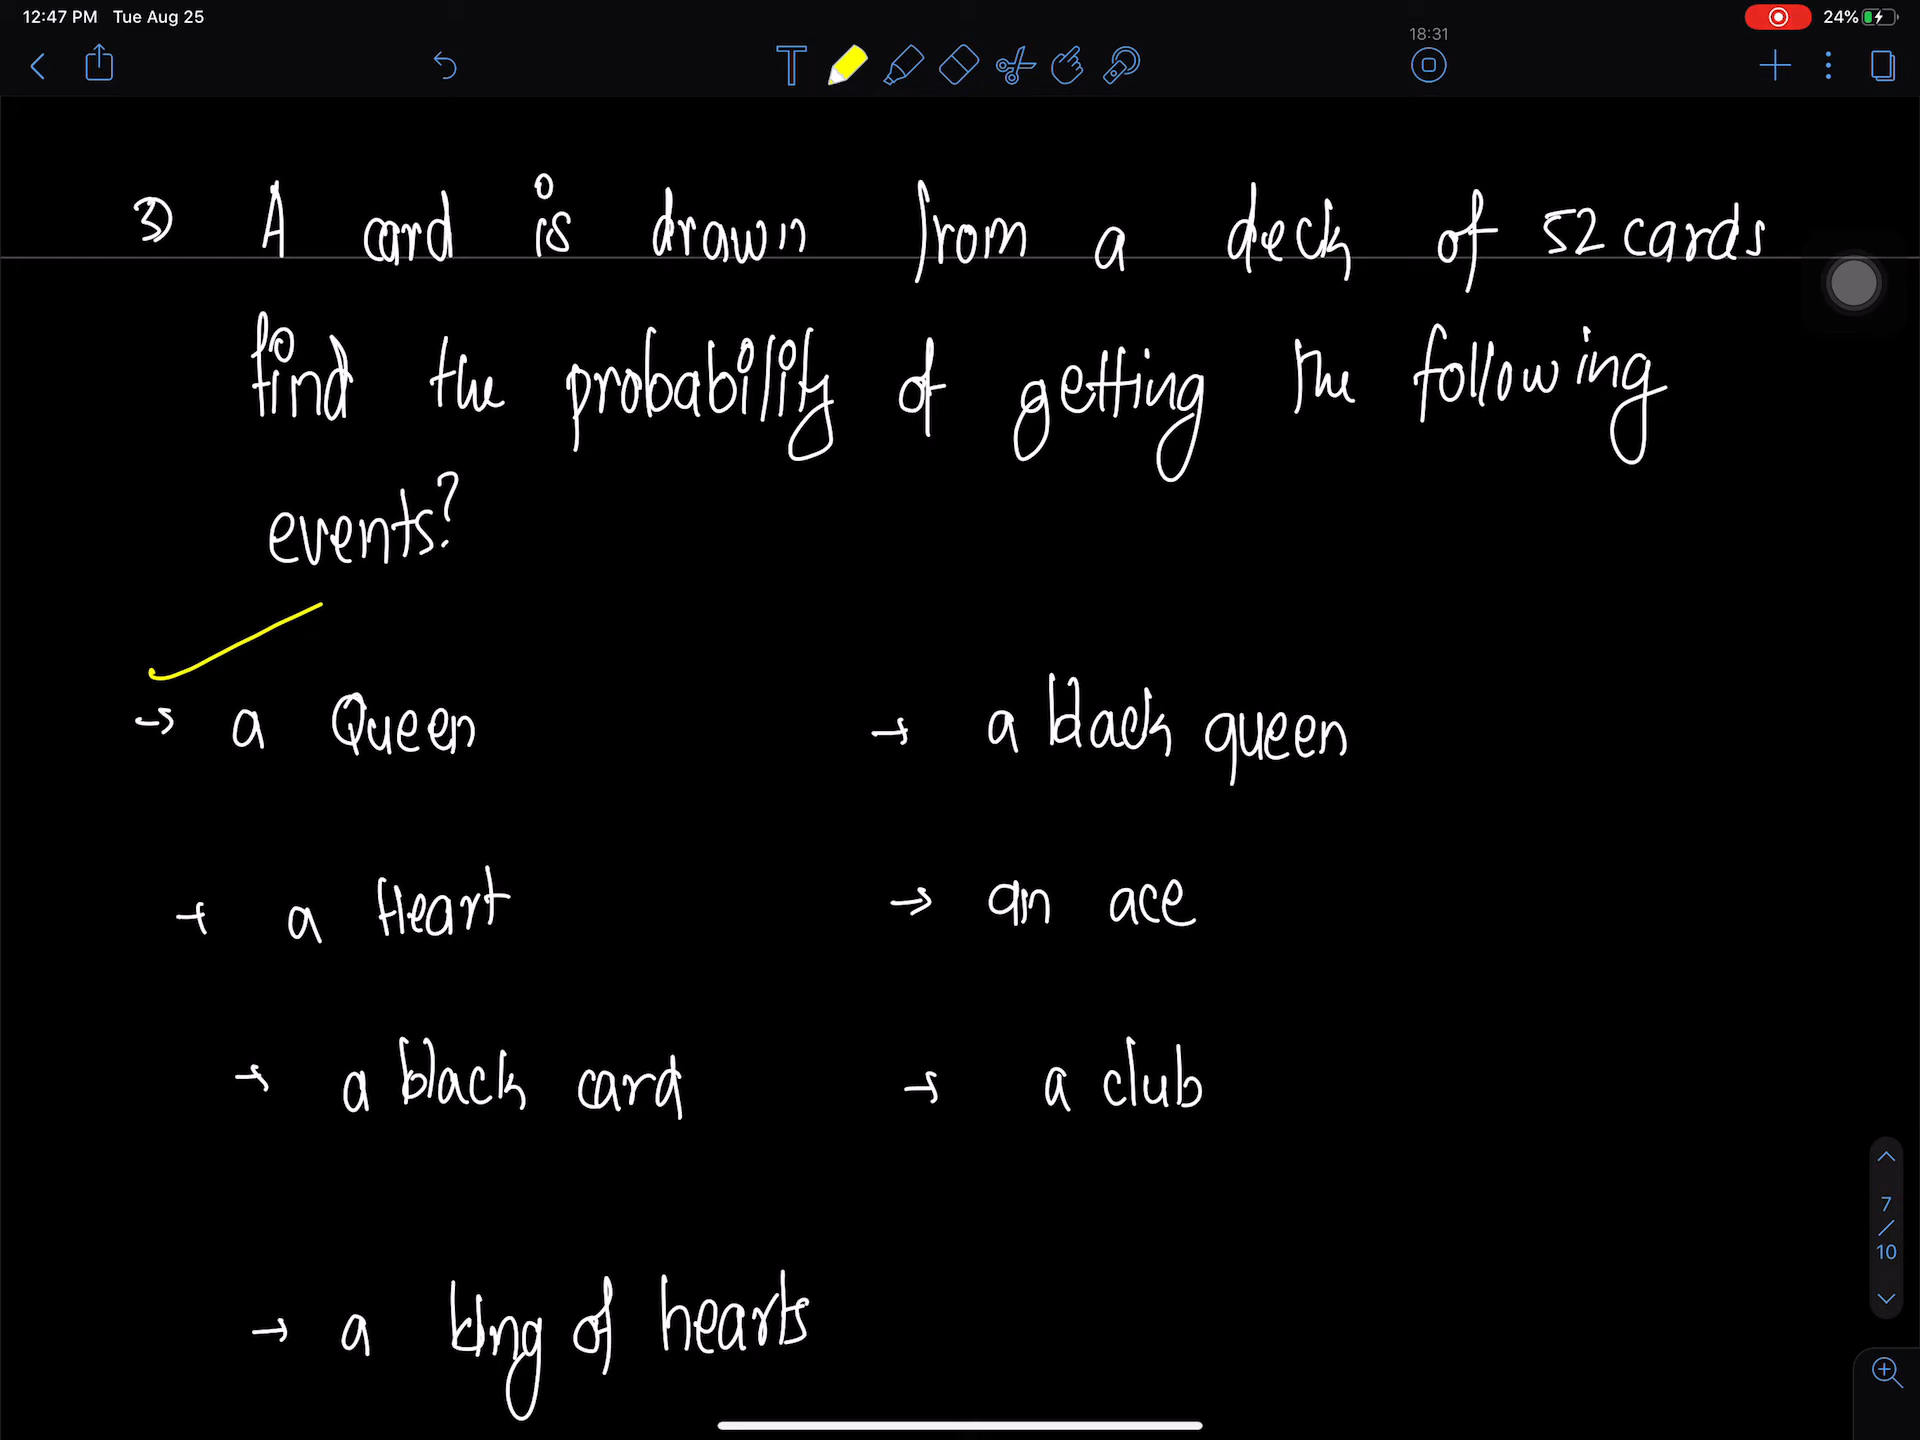 12:47 PM Tue Aug 25
24%
18:31
T
3) A card is drawn from a deck of 52 cards
find the probability of getting the following
events?
→ a Queen → a black queen
→ a Heart → an ace
→ a black card → a club
→ a king of hearts
7
/
10